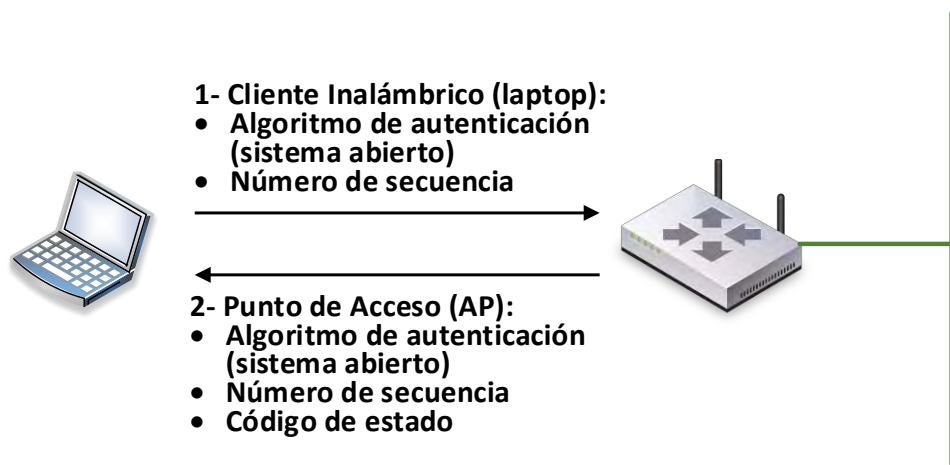 1- Cliente Inalámbrico (laptop):
• Algoritmo de autenticación
(sistema abierto)
• Número de secuencia
2- Punto de Acceso (AP):
• Algoritmo de autenticación
(sistema abierto)
• Número de secuencia
• Código de estado